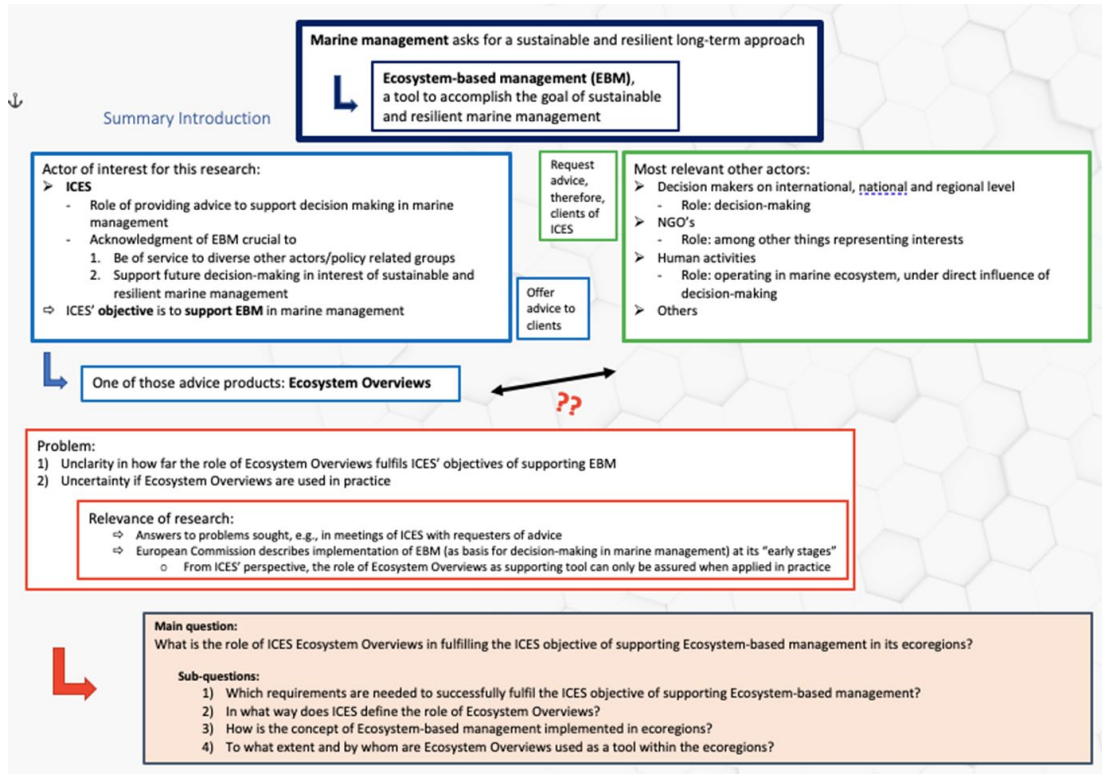 Marine management asks for a sustainable and resilient long-term approach
Ecosystem-based management (EBM),
a tool to accomplish the goal of sustainable
and resilient marine management
Summary Introduction
Actor of interest for this research:
➢ ICES
- Role of providing advice to support decision making in marine
management
- Acknowledgment of EBM crucial to
1. Be of service to diverse other actors/policy related groups
2. Support future decision-making in interest of sustainable and
resilient marine management
⇨ ICES' objective is to support EBM in marine management
Request
advice,
therefore,
clients of
ICES
Offer
advice to
clients
Most relevant other actors:
➢ Decision makers on international, national and regional level
- Role: decision-making
➢ NGO's
- Role: among other things representing interests
➢ Human activities
- Role: operating in marine ecosystem, under direct influence of
decision-making
➢ Others
One of those advice products: Ecosystem Overviews
??
Problem:
1) Unclarity in how far the role of Ecosystem Overviews fulfils ICES' objectives of supporting EBM
2) Uncertainty if Ecosystem Overviews are used in practice
Relevance of research:
⇨ Answers to problems sought, e.g., in meetings of ICES with requesters of advice
⇨ European Commission describes implementation of EBM (as basis for decision-making in marine management) at its "early stages"
o From ICES' perspective, the role of Ecosystem Overviews as supporting tool can only be assured when applied in practice
Main question:
What is the role of ICES Ecosystem Overviews in fulfilling the ICES objective of supporting Ecosystem-based management in its ecoregions?
Sub-questions:
1) Which requirements are needed to successfully fulfil the ICES objective of supporting Ecosystem-based management?
2) In what way does ICES define the role of Ecosystem Overviews?
3) How is the concept of Ecosystem-based management implemented in ecoregions?
4) To what extent and by whom are Ecosystem Overviews used as a tool within the ecoregions?